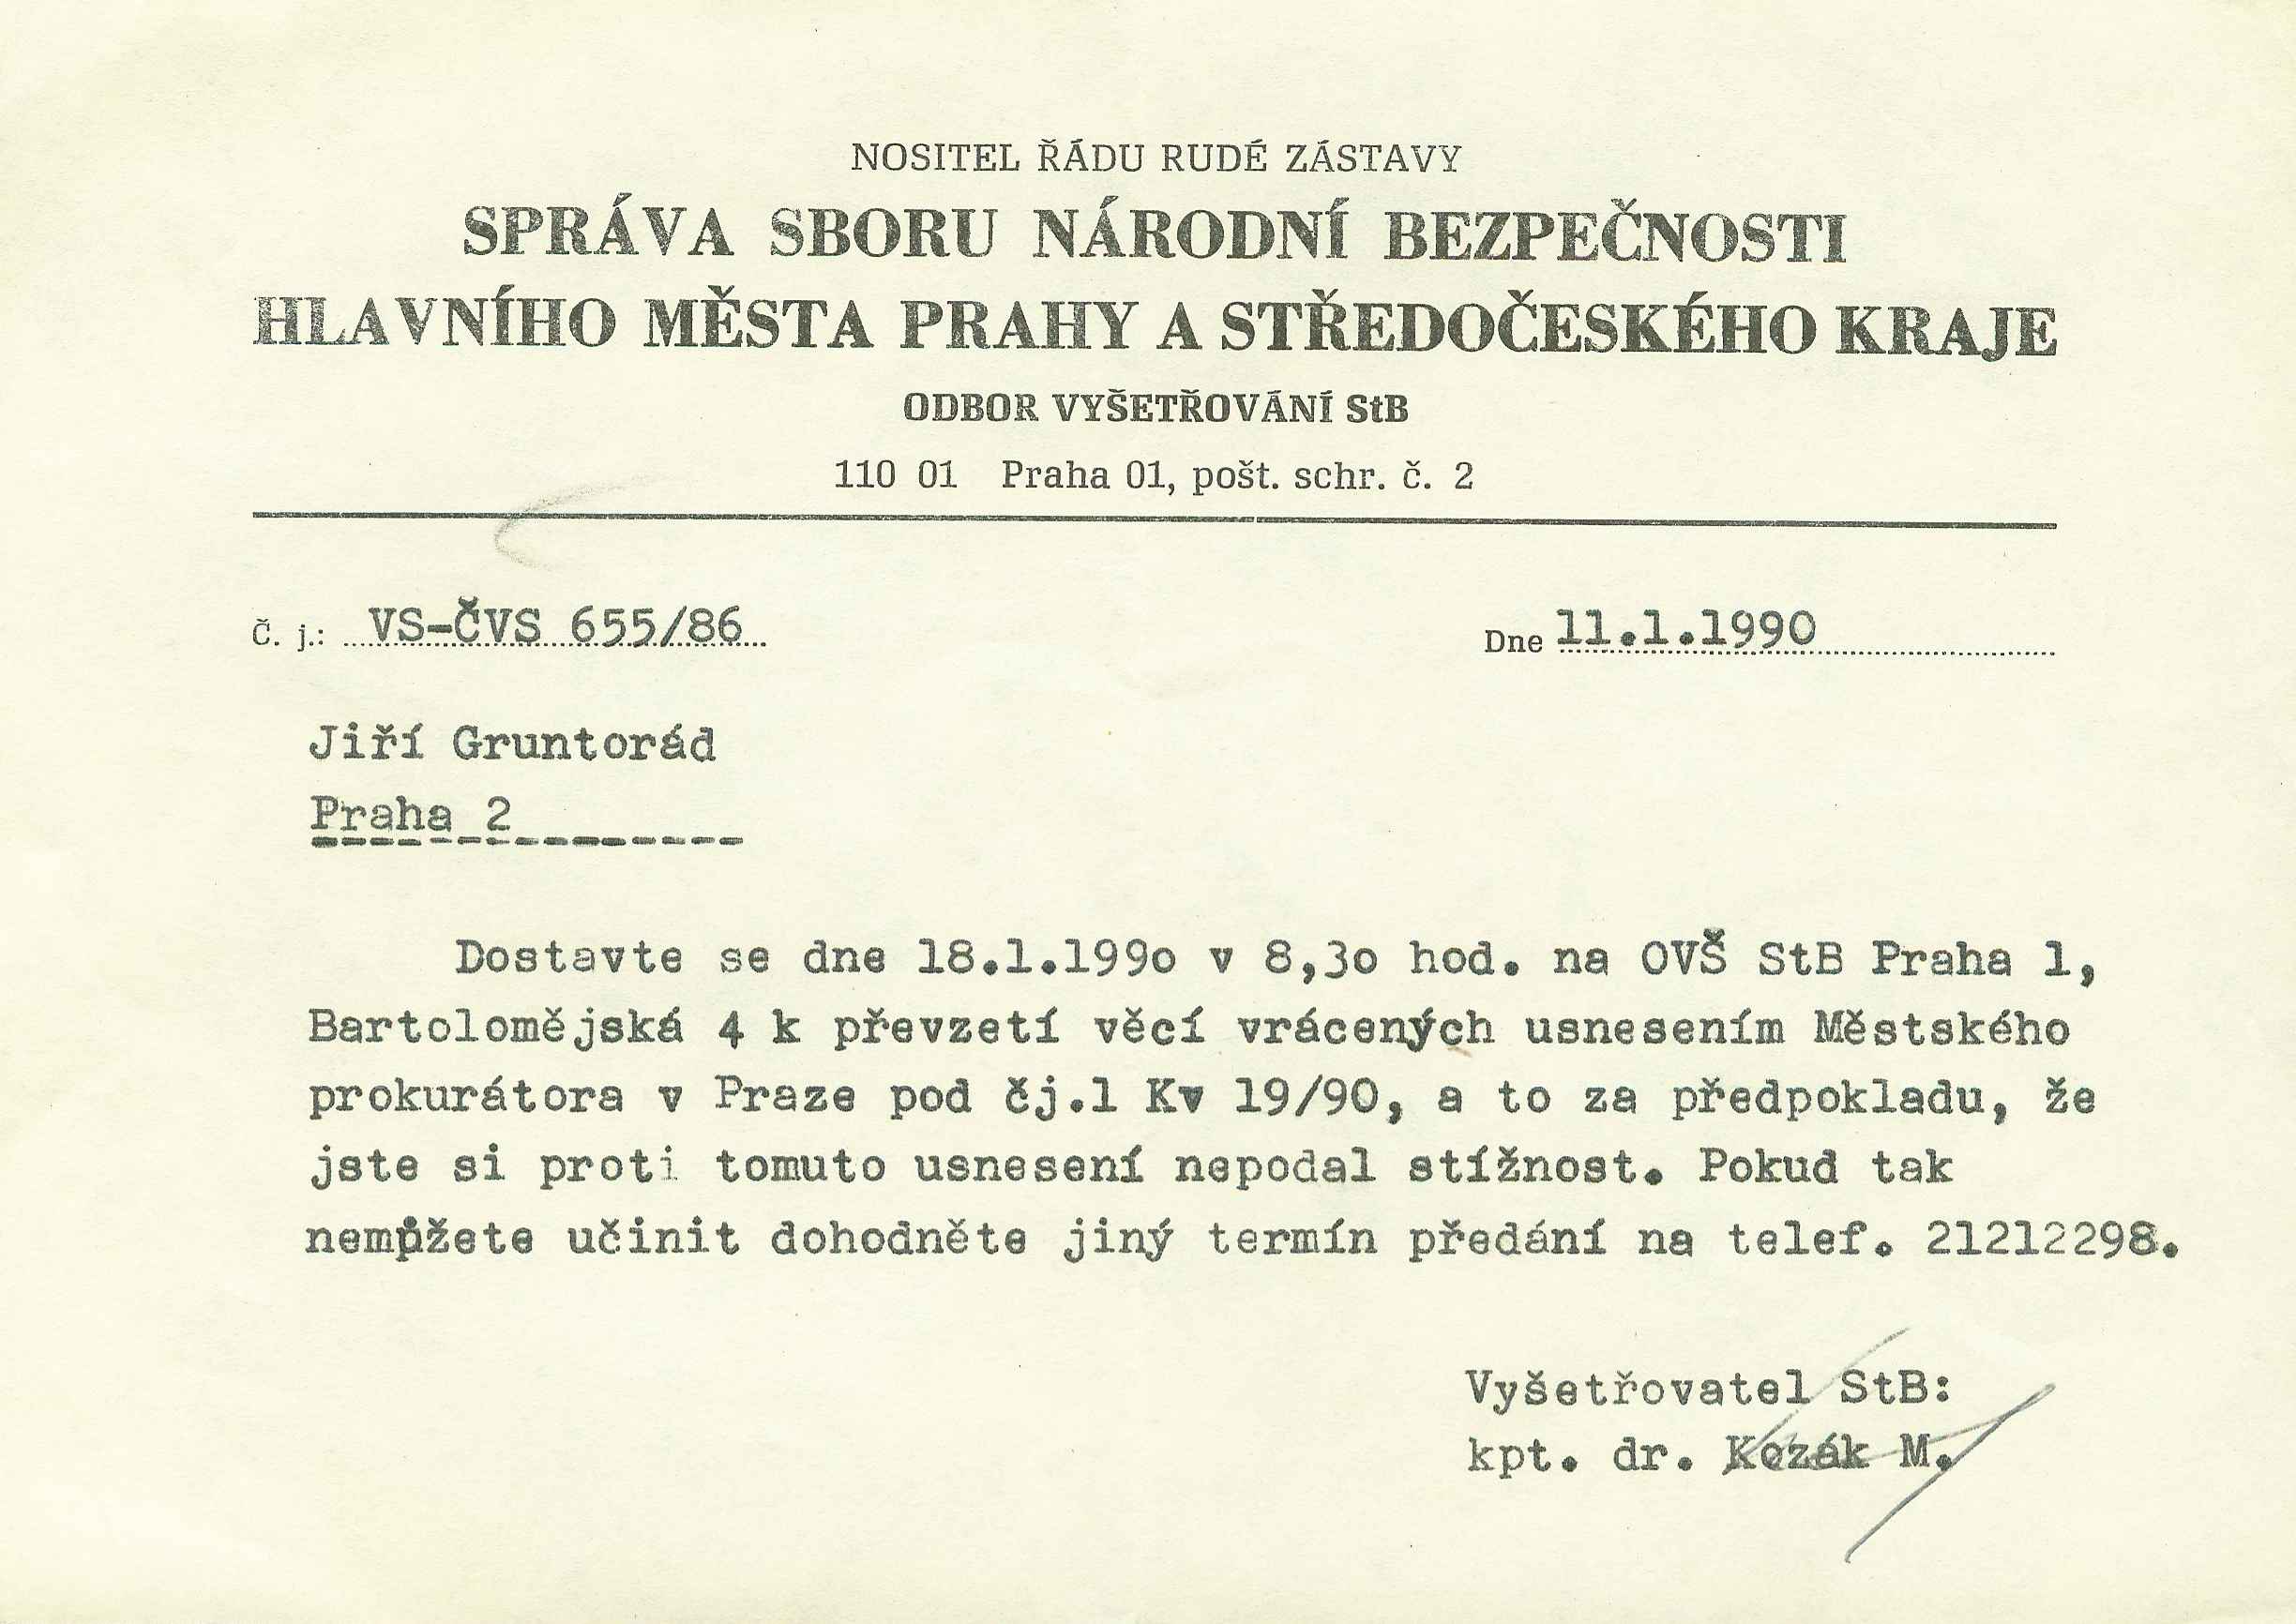 NOSITEL ŘÁDU RUDÉ ZÁSTAVY
SPRÁVA SBORU NÁRODNÍ BEZPEČNOSTI
HLAVNÍHO MĚSTA PRAHY A STŘEDOČESKÉHO KRAJE
ODBOR VYŠETŘOVÁNÍ StB
110 01 Praha 01, pošt. schr. č. 2
Č. j.: VS-ČVS 655/86 Dne 11.1.1990
Jiří Gruntorád
Praha 2
Dostavte se dne 18.1.199o v 8,3o hod. na OVŠ StB Praha 1,
Bartolomějská 4 k převzetí věcí vrácených usnesením Městského
prokurátora v Praze pod čj.1 Kv 19/90, a to za předpokladu, že
jste si proti tomuto usnesení nepodal stížnost. Pokud tak
nemůžete učinit dohodněte jiný termín předání na telef. 21212298.
Vyšetřovatel StB:
kpt. dr. Kozák M.